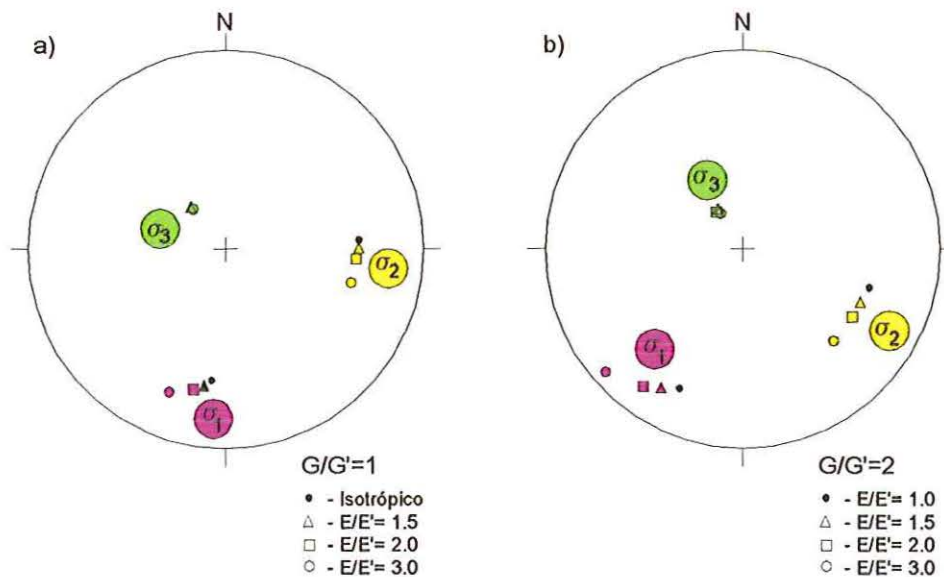 a)
N
σ3
σ2
σ1
G/G'=1
• - Isotrópico
△ - E/E'= 1.5
□ - E/E'= 2.0
○ - E/E'= 3.0
b)
N
σ3
σ2
σ1
G/G'=2
• - E/E'= 1.0
△ - E/E'= 1.5
□ - E/E'= 2.0
○ - E/E'= 3.0